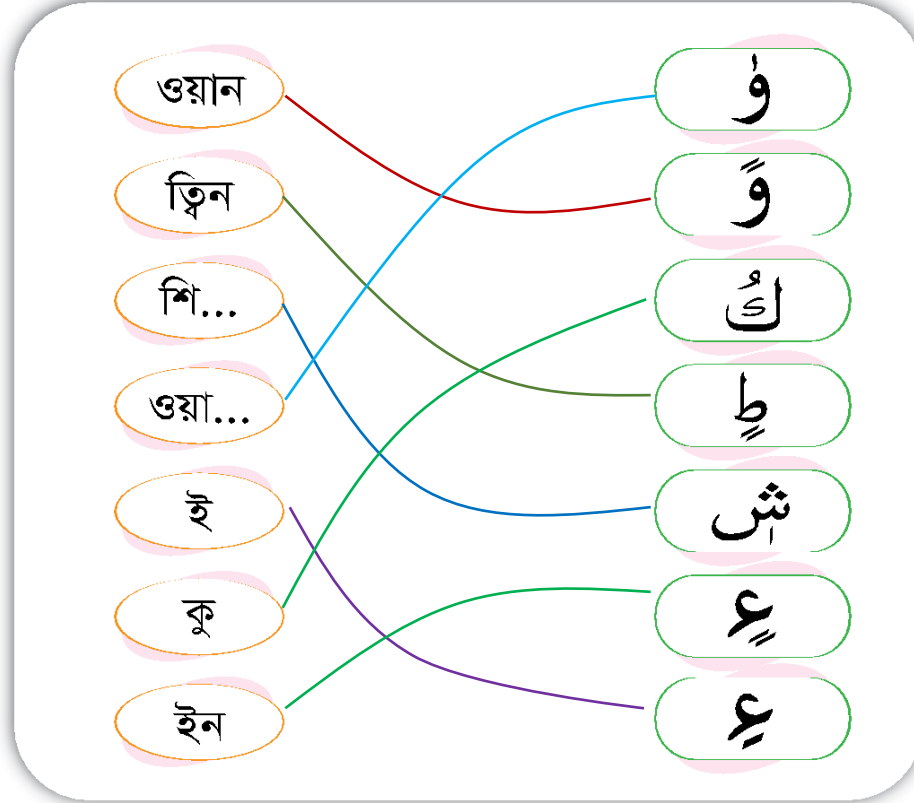 ওয়ান وٰ
ত্বিন وً
শি... كُ
ওয়া... طٍ
ই شٖ
কু عٍ
ইন عِ